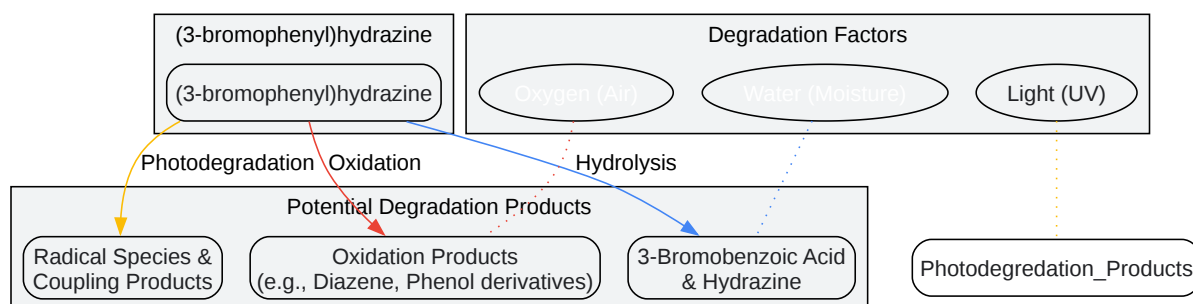 (3-bromophenyl)hydrazine
Degradation Factors
(3-bromophenyl)hydrazine
Oxygen (Air)
Water (Moisture)
Light (UV)
Photodegradation
Oxidation
Hydrolysis
Potential Degradation Products
Radical Species &
Coupling Products
Oxidation Products
(e.g., Diazene, Phenol derivatives)
3-Bromobenzoic Acid
& Hydrazine
Photodegredation_Products